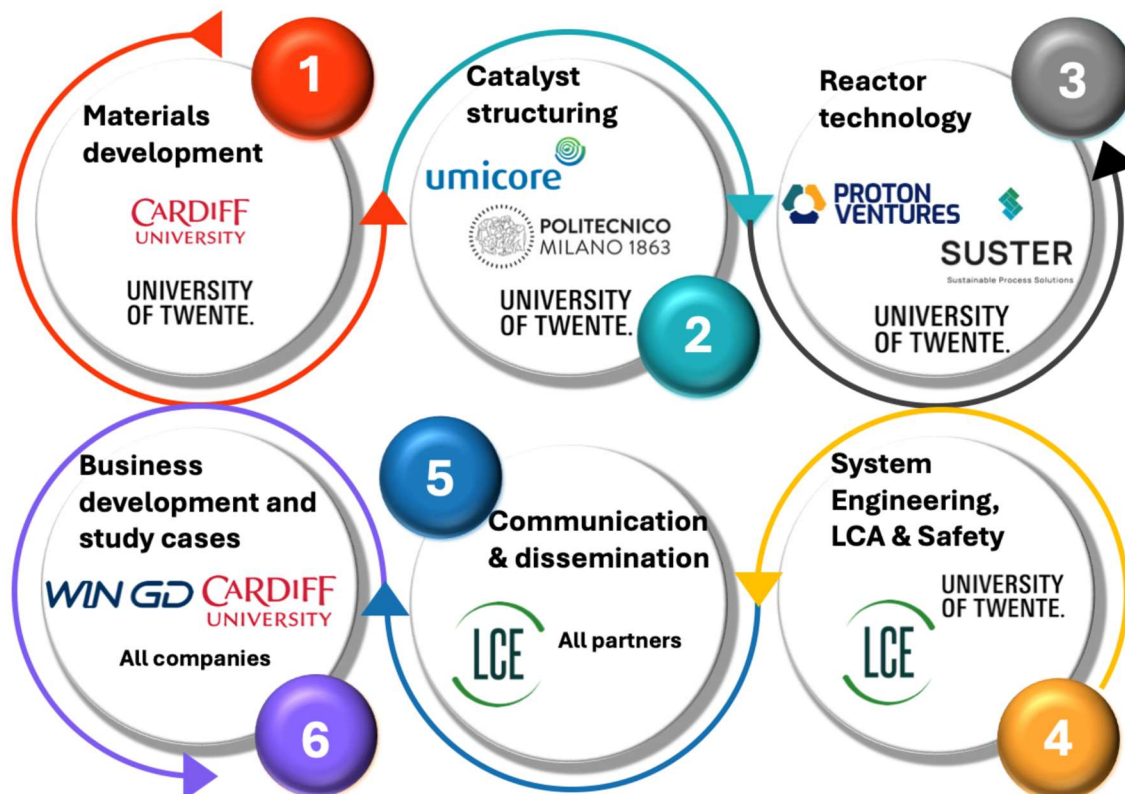 1
Materials
development
CARDIFF
UNIVERSITY
UNIVERSITY
OF TWENTE.
Catalyst
structuring
umicore
POLITECNICO
MILANO 1863
UNIVERSITY
OF TWENTE.
2
3
Reactor
technology
PROTON
VENTURES
SUSTER
Sustainable Process Solutions
UNIVERSITY
OF TWENTE.
System
Engineering,
LCA & Safety
UNIVERSITY
OF TWENTE.
LCE
4
5
Communication
& dissemination
LCE
All partners
Business
development and
study cases
WIN GD
CARDIFF
UNIVERSITY
All companies
6